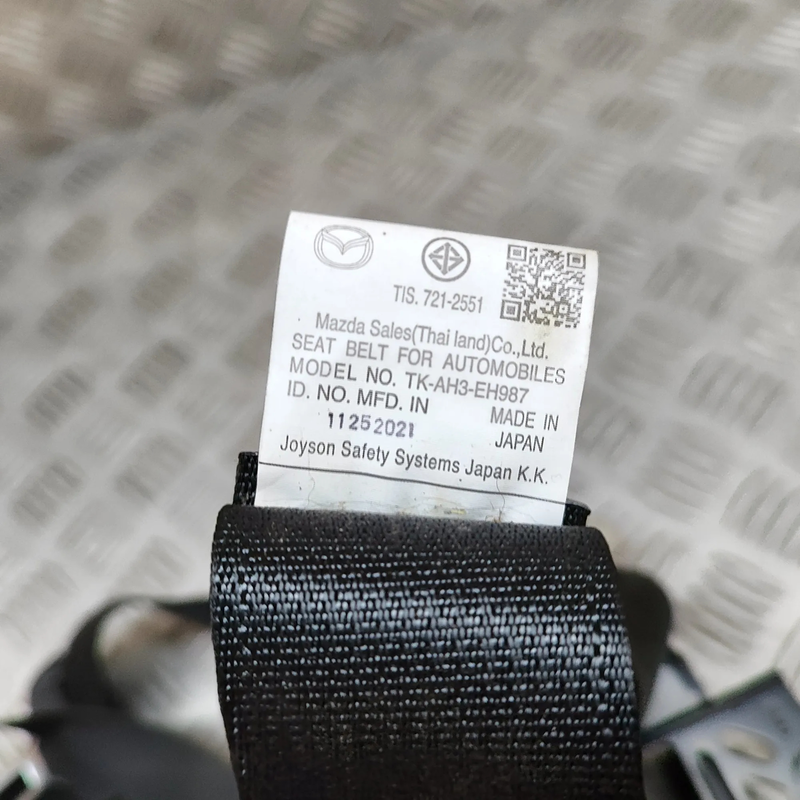 TIS. 721-2551
Mazda Sales(Thai land)Co.,Ltd.
SEAT BELT FOR AUTOMOBILES
MODEL NO. TK-AH3-EH987
ID. NO. MFD. IN
11252021
MADE IN
JAPAN
Joyson Safety Systems Japan K.K.